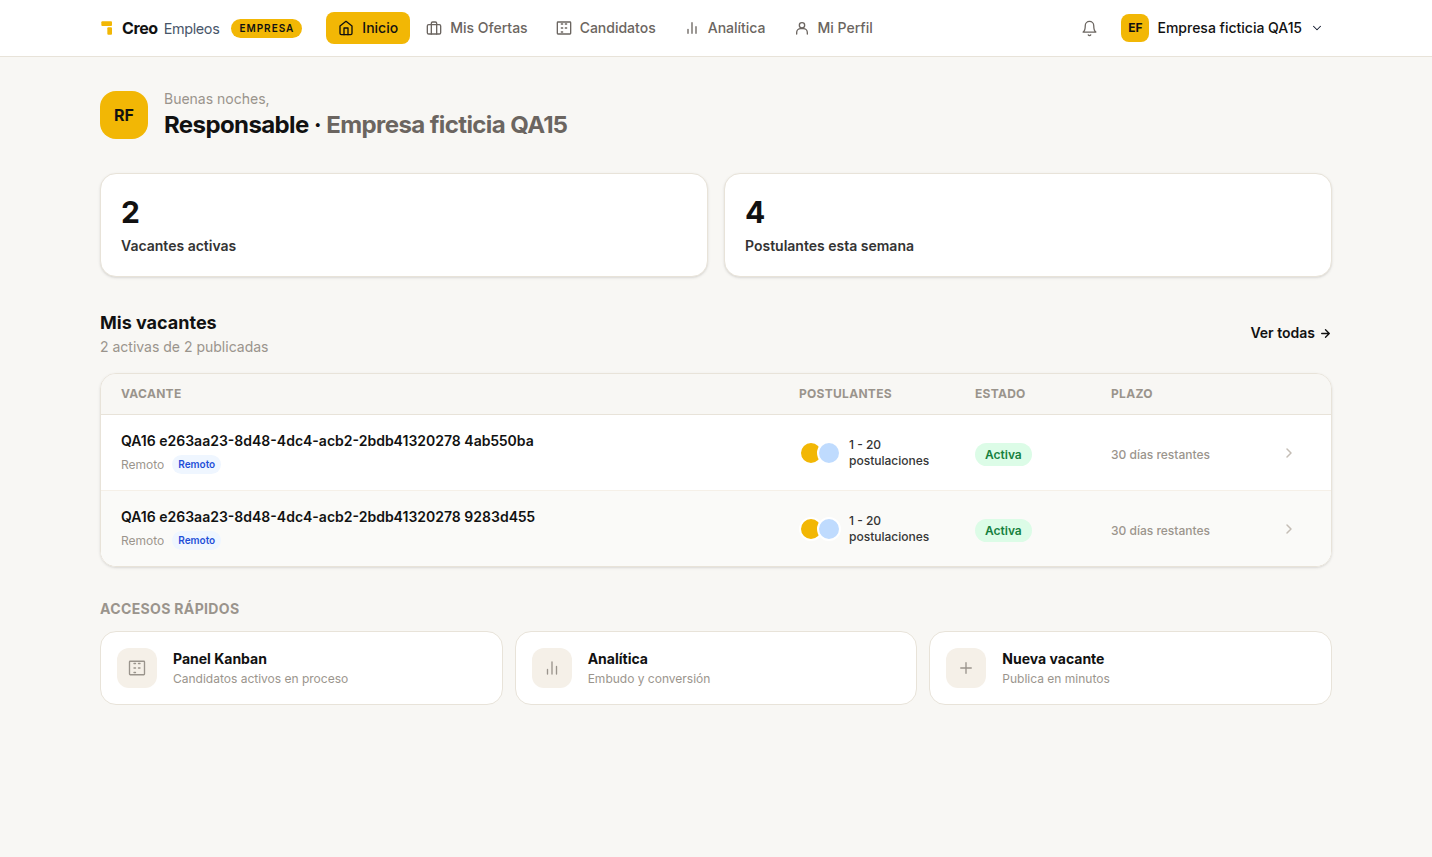 Creo Empleos EMPRESA Inicio Mis Ofertas Candidatos Analítica Mi Perfil EF Empresa ficticia QA15
RF
Buenas noches,
Responsable · Empresa ficticia QA15
2
Vacantes activas
4
Postulantes esta semana
Mis vacantes
2 activas de 2 publicadas
Ver todas →
VACANTE POSTULANTES ESTADO PLAZO
QA16 e263aa23-8d48-4dc4-acb2-2bdb41320278 4ab550ba
Remoto Remoto
1 - 20
postulaciones
Activa
30 días restantes
QA16 e263aa23-8d48-4dc4-acb2-2bdb41320278 9283d455
Remoto Remoto
1 - 20
postulaciones
Activa
30 días restantes
ACCESOS RÁPIDOS
Panel Kanban
Candidatos activos en proceso
Analítica
Embudo y conversión
Nueva vacante
Publica en minutos